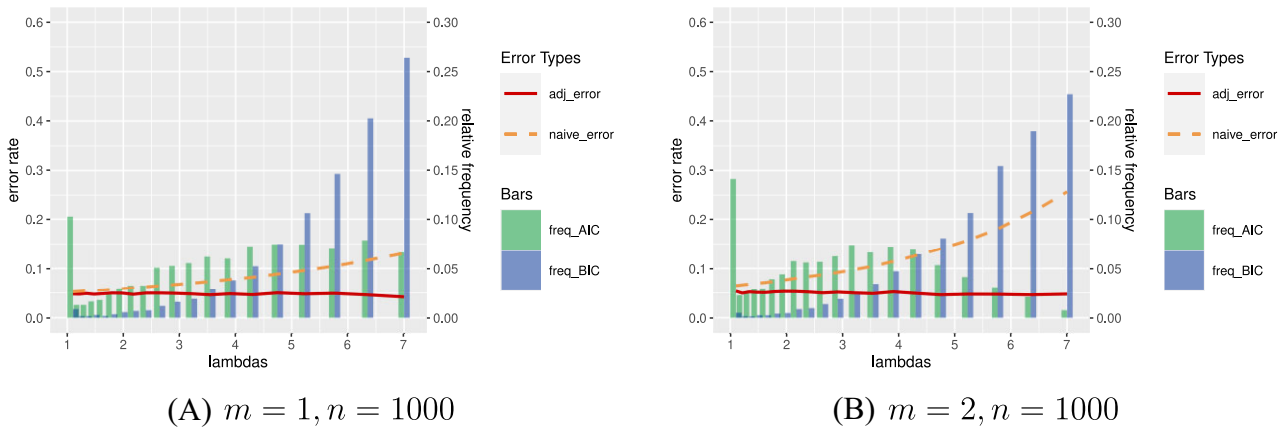 0.6
0.5
0.4
0.3
0.2
0.1
0.0
error rate
1 2 3 4 5 6 7
lambdas
0.30
0.25
0.20
0.15
0.10
0.05
0.00
relative frequency
Error Types
adj_error
naive_error
Bars
freq_AIC
freq_BIC
(A) m = 1, n = 1000
0.6
0.5
0.4
0.3
0.2
0.1
0.0
error rate
1 2 3 4 5 6 7
lambdas
0.30
0.25
0.20
0.15
0.10
0.05
0.00
relative frequency
Error Types
adj_error
naive_error
Bars
freq_AIC
freq_BIC
(B) m = 2, n = 1000